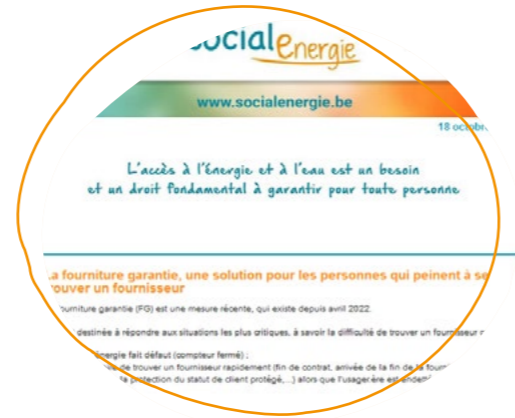 social energie
www.socialenergie.be
18 octobre
L'accès à l'énergie et à l'eau est un besoin
et un droit fondamental à garantir pour toute personne
La fourniture garantie, une solution pour les personnes qui peinent à se
trouver un fournisseur
fourniture garantie (FG) est une mesure récente, qui existe depuis avril 2022.
destinée à répondre aux situations les plus critiques, à savoir la difficulté de trouver un fournisseur
énergie fait défaut (compteur fermé) ;
de trouver un fournisseur rapidement (fin de contrat, arrivée de la fin de la
la protection du statut de client protégé,...) alors que l'usager.ère est